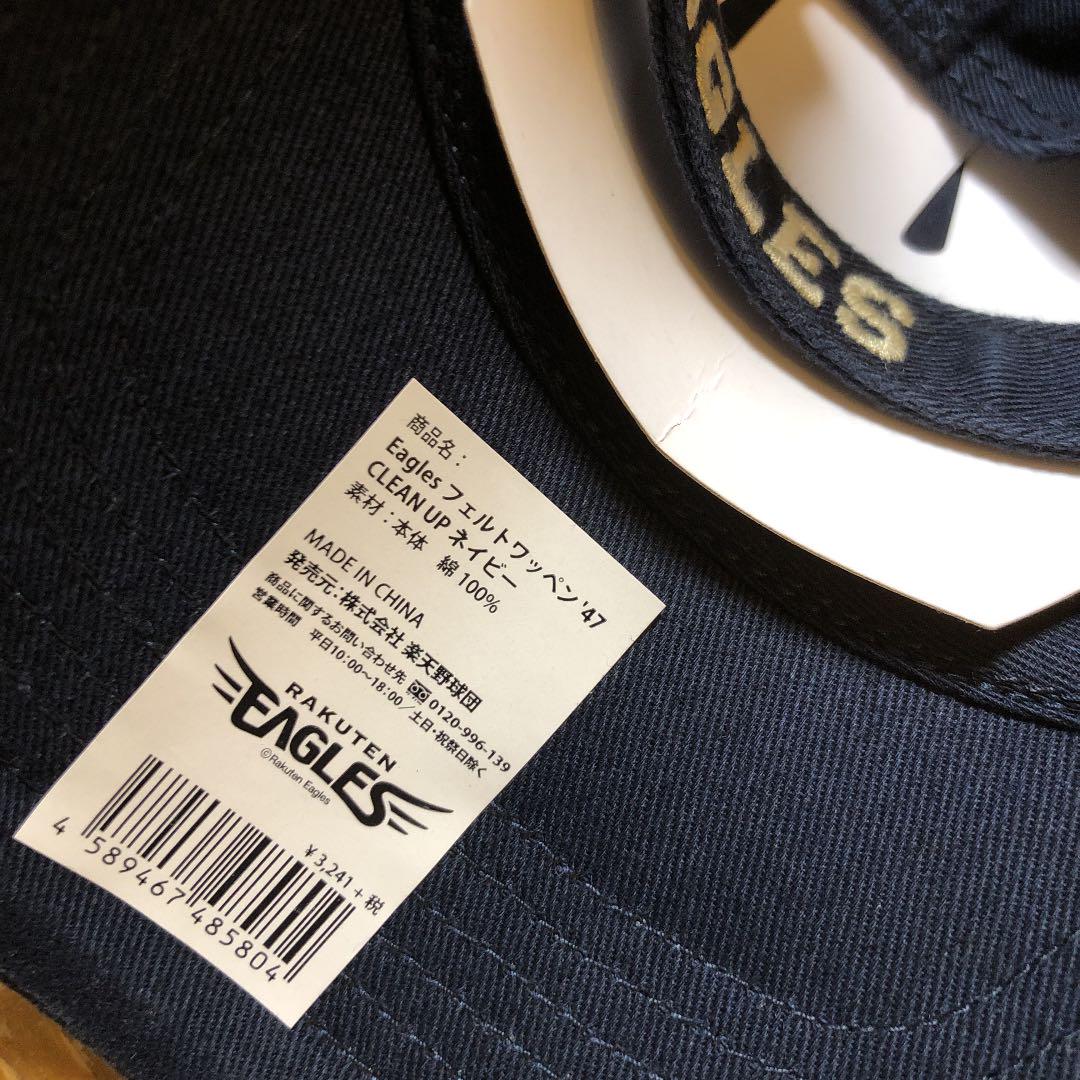 GLES
商品名：
Eagles フェルトワッペン'47
CLEAN UP ネイビー
素材：本体　綿100%
MADE IN CHINA
発売元：株式会社 楽天野球団
商品に関するお問い合わせ先 0120-996-139
営業時間　平日10:00〜18:00／土日・祝祭日除く
RAKUTEN
EAGLES
©Rakuten Eagles
¥3,241＋税
4 589467 485804